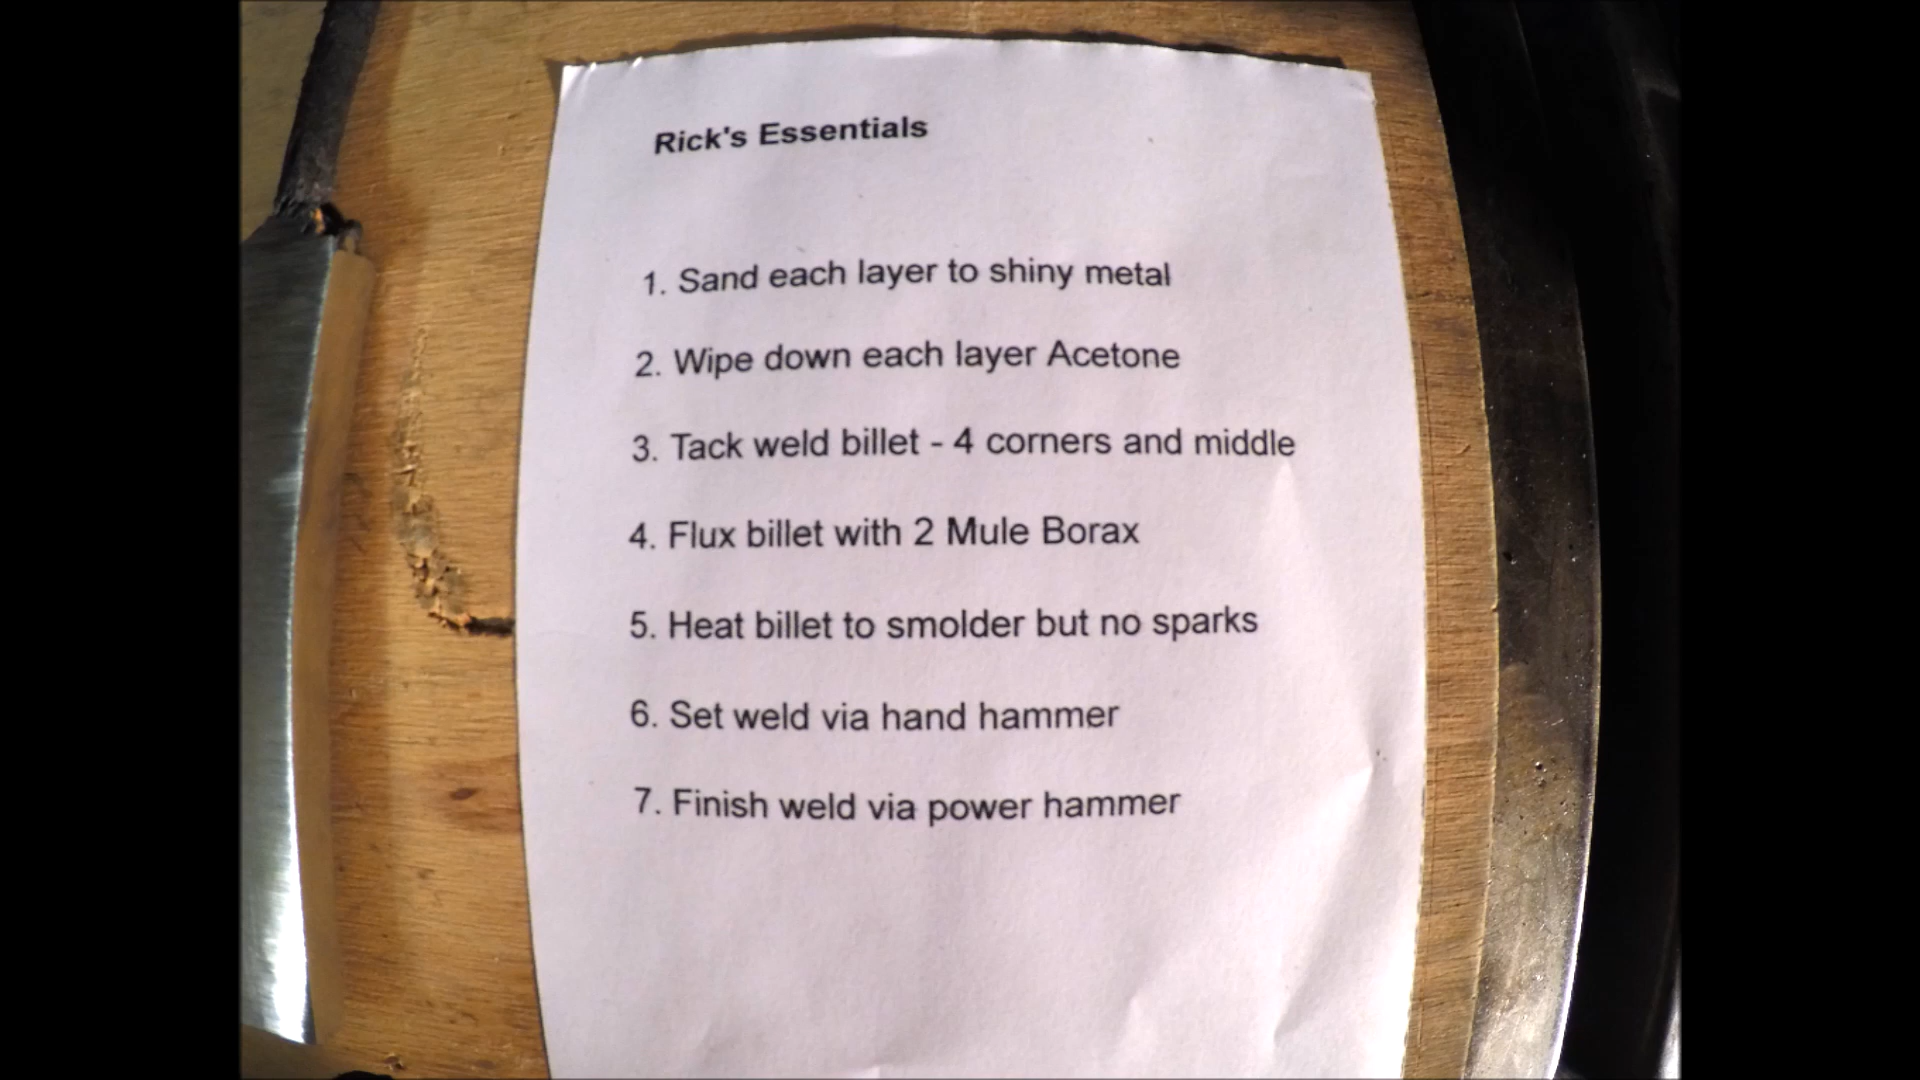 Rick's Essentials
1. Sand each layer to shiny metal
2. Wipe down each layer Acetone
3. Tack weld billet - 4 corners and middle
4. Flux billet with 2 Mule Borax
5. Heat billet to smolder but no sparks
6. Set weld via hand hammer
7. Finish weld via power hammer